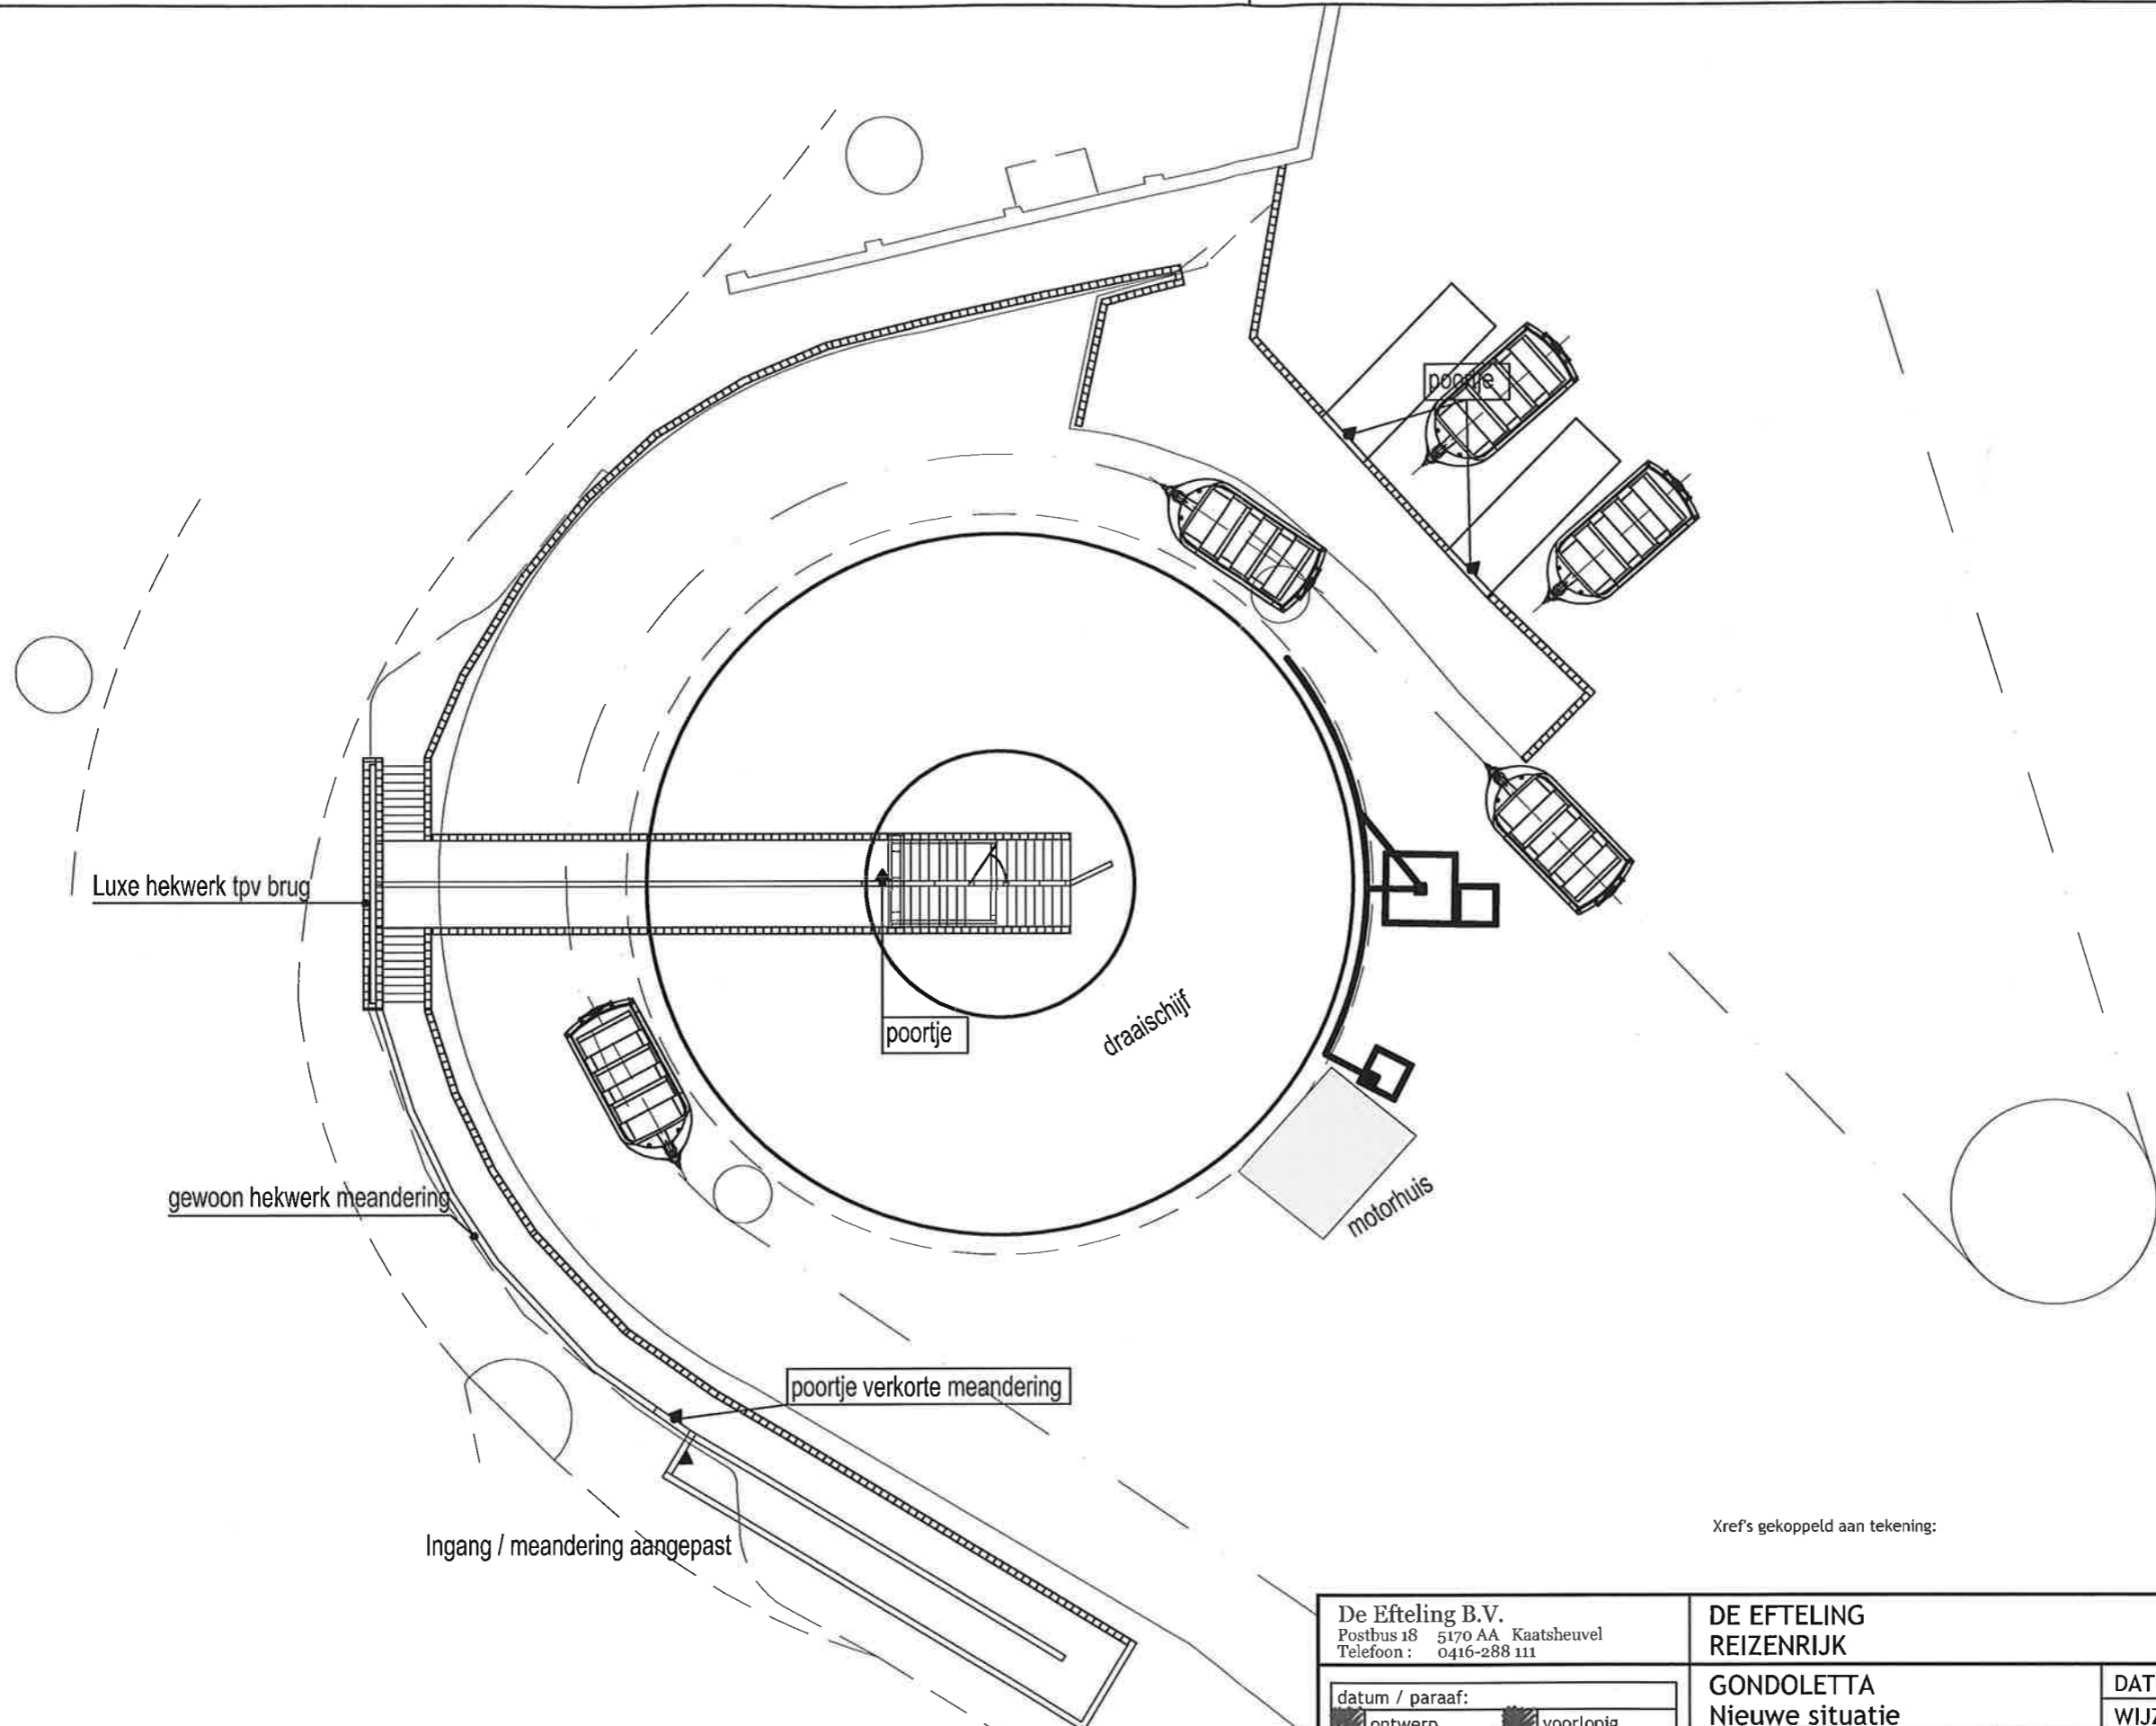 poortje
Luxe hekwerk tpv brug
poortje
draaischijf
motorhuis
gewoon hekwerk meandering
poortje verkorte meandering
Ingang / meandering aangepast
Xref's gekoppeld aan tekening:
De Efteling B.V.
Postbus 18 5170 AA Kaatsheuvel
Telefoon : 0416-288 111
DE EFTELING
REIZENRIJK
datum / paraaf:
ontwerp
voorlopig
GONDOLETTA
Nieuwe situatie
DAT